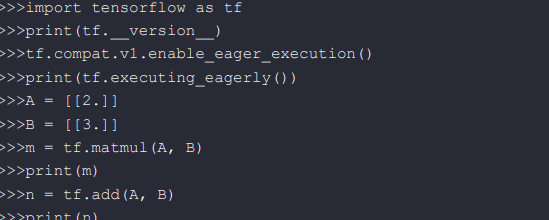 >>>import tensorflow as tf
>>>print(tf.__version__)
>>>tf.compat.v1.enable_eager_execution()
>>>print(tf.executing_eagerly())
>>>A = [[2.]]
>>>B = [[3.]]
>>>m = tf.matmul(A, B)
>>>print(m)
>>>n = tf.add(A, B)
>>>print(n)